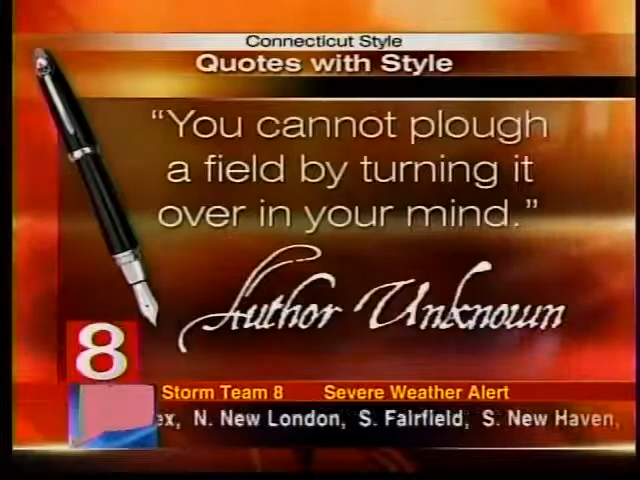 Connecticut Style
Quotes with Style
“You cannot plough
a field by turning it
over in your mind.”
Author Unknown
8
Storm Team 8 Severe Weather Alert
ex, N. New London, S. Fairfield, S. New Haven,